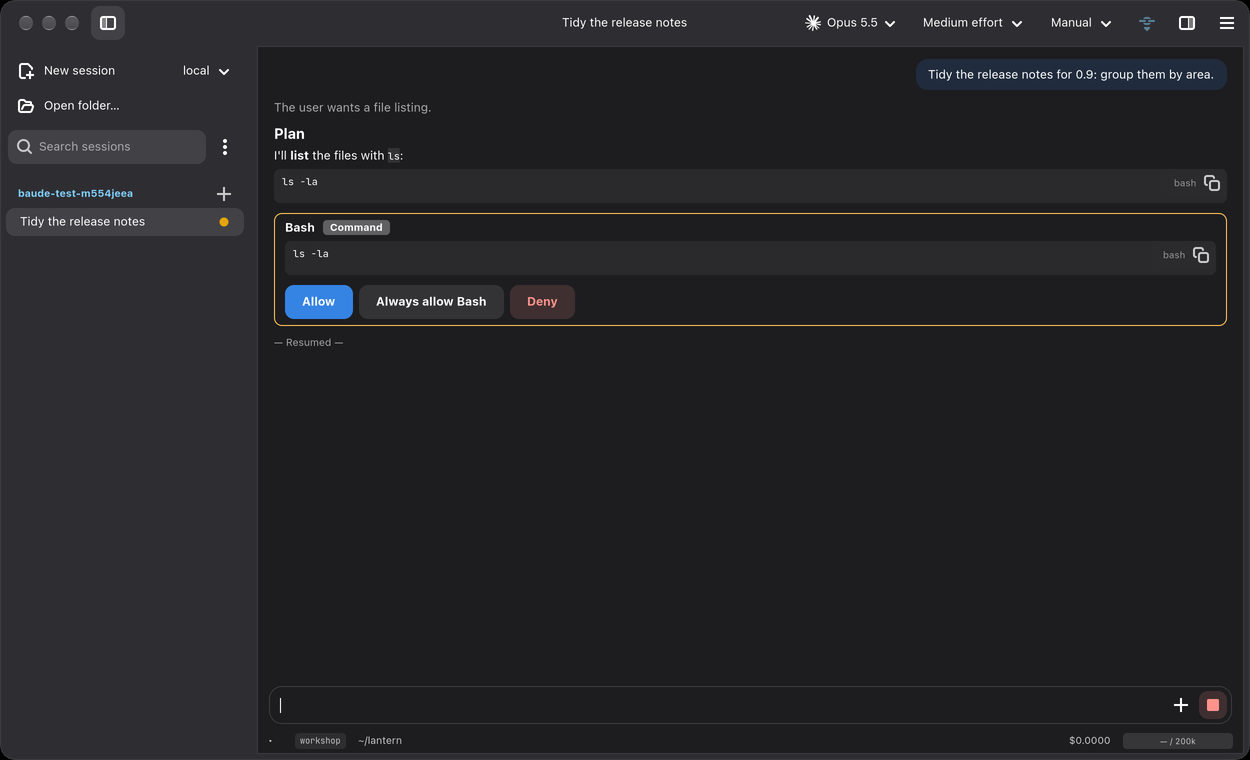 Tidy the release notes
Opus 5.5
Medium effort
Manual
New session
local
Open folder...
Search sessions
baude-test-m554jeea
Tidy the release notes
Tidy the release notes for 0.9: group them by area.
The user wants a file listing.
Plan
I'll list the files with ls:
ls -la
bash
Bash
Command
ls -la
bash
Allow
Always allow Bash
Deny
— Resumed —
workshop
~/lantern
$0.0000
— / 200k